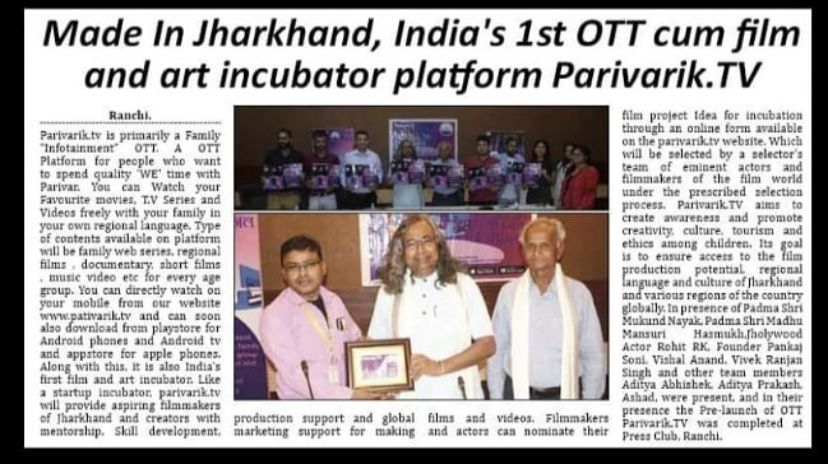 Made In Jharkhand, India's 1st OTT cum film
and art incubator platform Parivarik.TV
Ranchi.
Parivarik.tv is primarily a Family
"Infotainment" OTT. A OTT
Platform for people who want
to spend quality 'WE' time with
Parivar. You can Watch your
Favourite movies, T.V Series and
Videos freely with your family in
your own regional language. Type
of contents available on platform
will be family web series, regional
films , documentary, short films
, music video etc for every age
group. You can directly watch on
your mobile from our website
www.pativarik.tv and can soon
also download from playstore for
Android phones and Android tv
and appstore for apple phones.
Along with this, it is also India's
first film and art incubator. Like
a startup incubator, parivarik.tv
will provide aspiring filmmakers
of Jharkhand and creators with
mentorship, Skill development,
production support and global
marketing support for making
films and videos. Filmmakers
and actors can nominate their
film project Idea for incubation
through an online form available
on the parivarik.tv website. Which
will be selected by a selector's
team of eminent actors and
filmmakers of the film world
under the prescribed selection
process. Parivarik.TV aims to
create awareness and promote
creativity, culture, tourism and
ethics among children. Its goal
is to ensure access to the film
production potential, regional
language and culture of Jharkhand
and various regions of the country
globally. In presence of Padma Shri
Mukund Nayak, Padma Shri Madhu
Mansuri Hasmukh,Jholywood
Actor Rohit RK, Founder Pankaj
Soni, Vishal Anand, Vivek Ranjan
Singh and other team members
Aditya Abhishek, Aditya Prakash,
Ashad, were present, and in their
presence the Pre-launch of OTT
Parivarik.TV was completed at
Press Club, Ranchi.